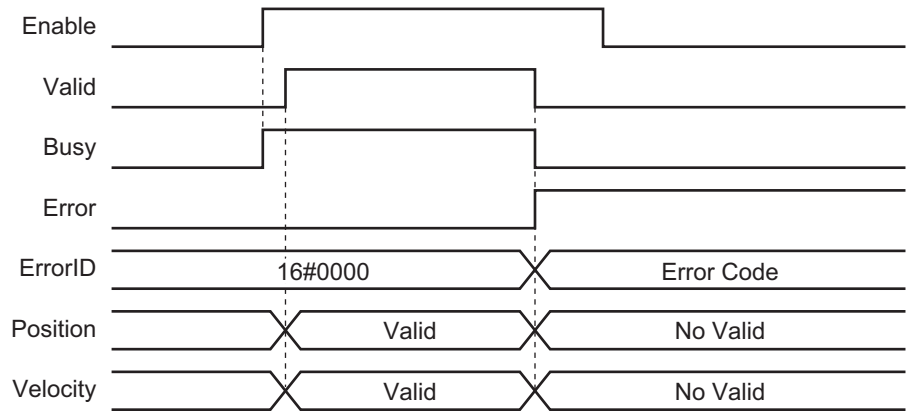 Enable
Valid
Busy
Error
ErrorID 16#0000 Error Code
Position Valid No Valid
Velocity Valid No Valid